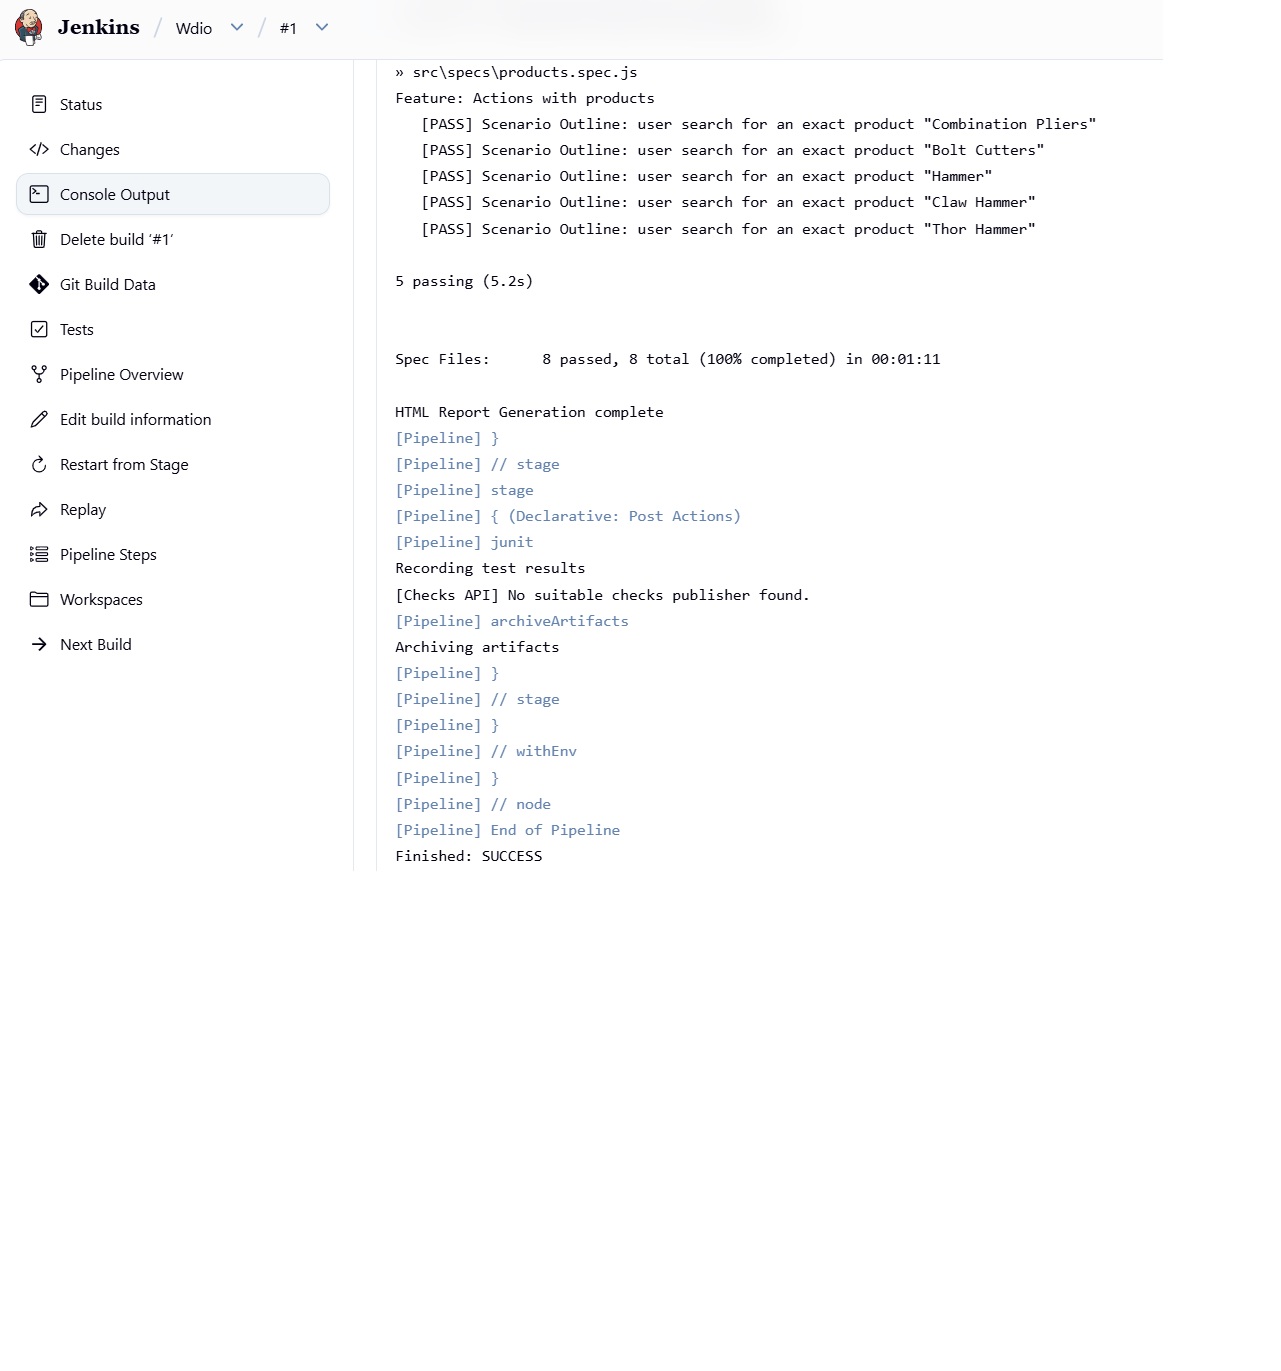 Jenkins / Wdio / #1
Status
Changes
Console Output
Delete build ‘#1’
Git Build Data
Tests
Pipeline Overview
Edit build information
Restart from Stage
Replay
Pipeline Steps
Workspaces
Next Build
» src\specs\products.spec.js
Feature: Actions with products
[PASS] Scenario Outline: user search for an exact product "Combination Pliers"
[PASS] Scenario Outline: user search for an exact product "Bolt Cutters"
[PASS] Scenario Outline: user search for an exact product "Hammer"
[PASS] Scenario Outline: user search for an exact product "Claw Hammer"
[PASS] Scenario Outline: user search for an exact product "Thor Hammer"
5 passing (5.2s)
Spec Files:      8 passed, 8 total (100% completed) in 00:01:11
HTML Report Generation complete
[Pipeline] }
[Pipeline] // stage
[Pipeline] stage
[Pipeline] { (Declarative: Post Actions)
[Pipeline] junit
Recording test results
[Checks API] No suitable checks publisher found.
[Pipeline] archiveArtifacts
Archiving artifacts
[Pipeline] }
[Pipeline] // stage
[Pipeline] }
[Pipeline] // withEnv
[Pipeline] }
[Pipeline] // node
[Pipeline] End of Pipeline
Finished: SUCCESS